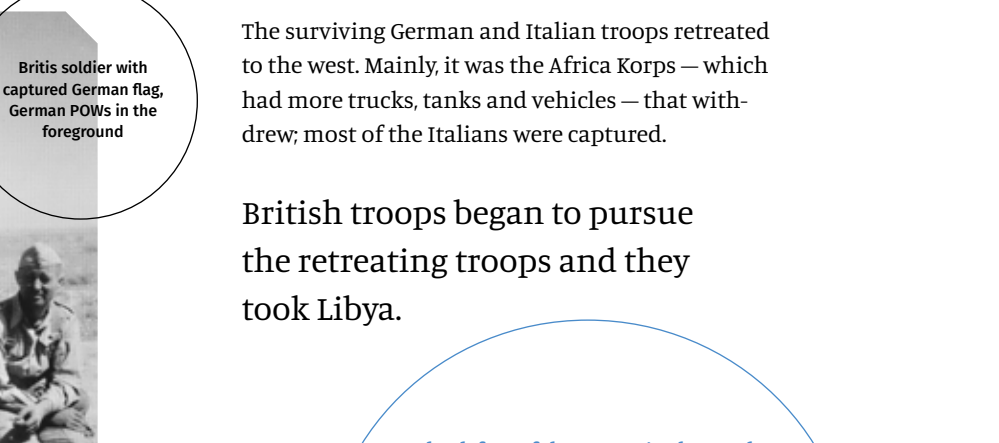 Britis soldier with
captured German flag,
German POWs in the
foreground
The surviving German and Italian troops retreated
to the west. Mainly, it was the Africa Korps — which
had more trucks, tanks and vehicles — that with-
drew; most of the Italians were captured.
British troops began to pursue
the retreating troops and they
took Libya.